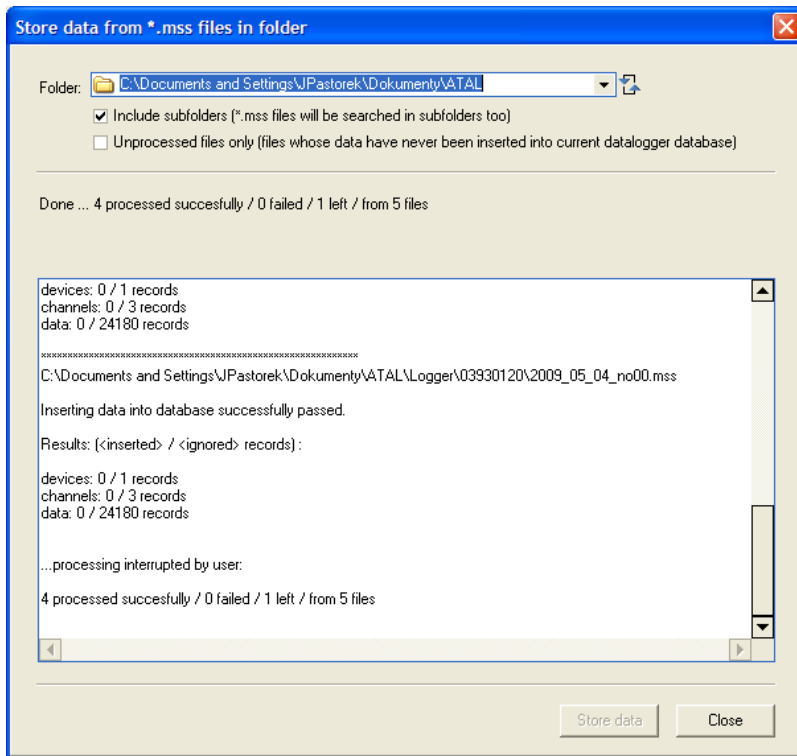 Store data from *.mss files in folder
Folder: C:\Documents and Settings\JPastorek\Dokumenty\ATAL
Include subfolders (*.mss files will be searched in subfolders too)
Unprocessed files only (files whose data have never been inserted into current datalogger database)
Done ... 4 processed succesfully / 0 failed / 1 left / from 5 files
devices: 0 / 1 records
channels: 0 / 3 records
data: 0 / 24180 records
************************************************************
C:\Documents and Settings\JPastorek\Dokumenty\ATAL\Logger\03930120\2009_05_04_no00.mss
Inserting data into database successfully passed.
Results: (<inserted> / <ignored> records) :
devices: 0 / 1 records
channels: 0 / 3 records
data: 0 / 24180 records
...processing interrupted by user:
4 processed succesfully / 0 failed / 1 left / from 5 files
Store data
Close